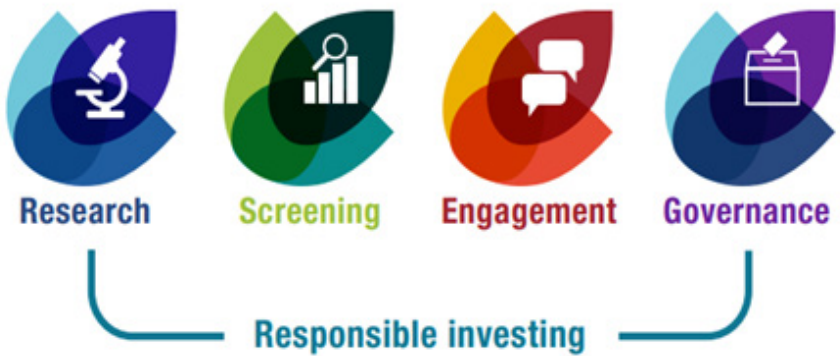 Research Screening Engagement Governance
Responsible investing